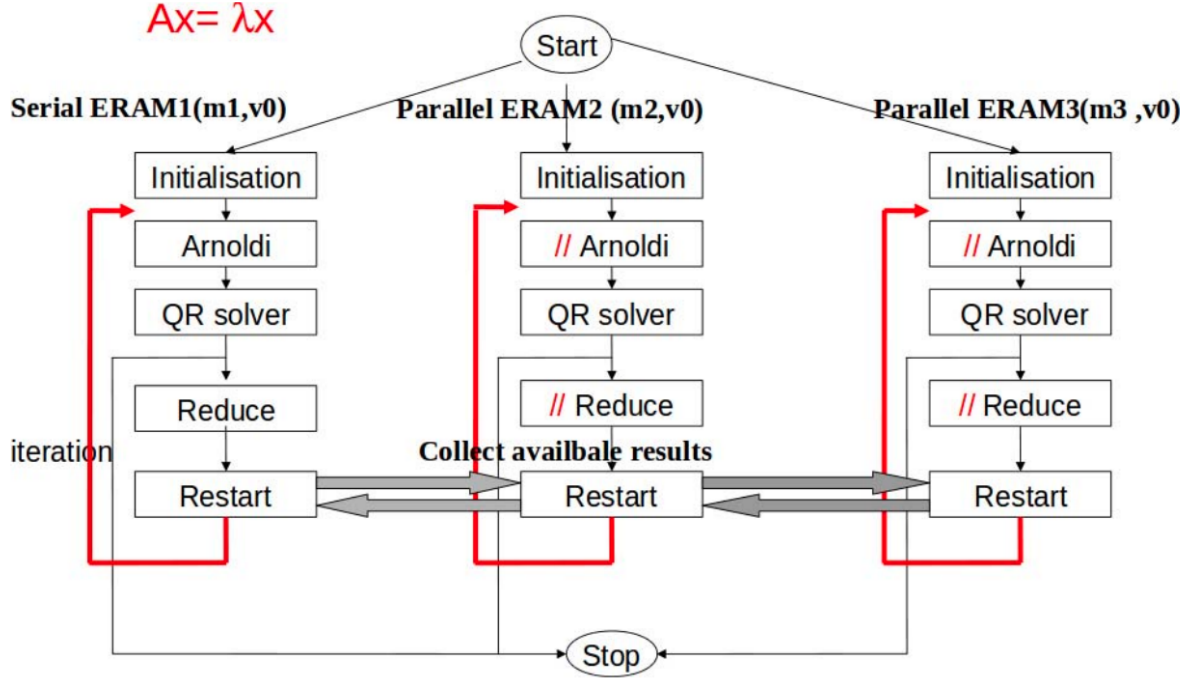 Ax= λx
Start
Serial ERAM1(m1,v0)
Parallel ERAM2 (m2,v0)
Parallel ERAM3(m3 ,v0)
Initialisation
Initialisation
Initialisation
Arnoldi
// Arnoldi
// Arnoldi
QR solver
QR solver
QR solver
Reduce
// Reduce
// Reduce
iteration
Collect availbale results
Restart
Restart
Restart
Stop